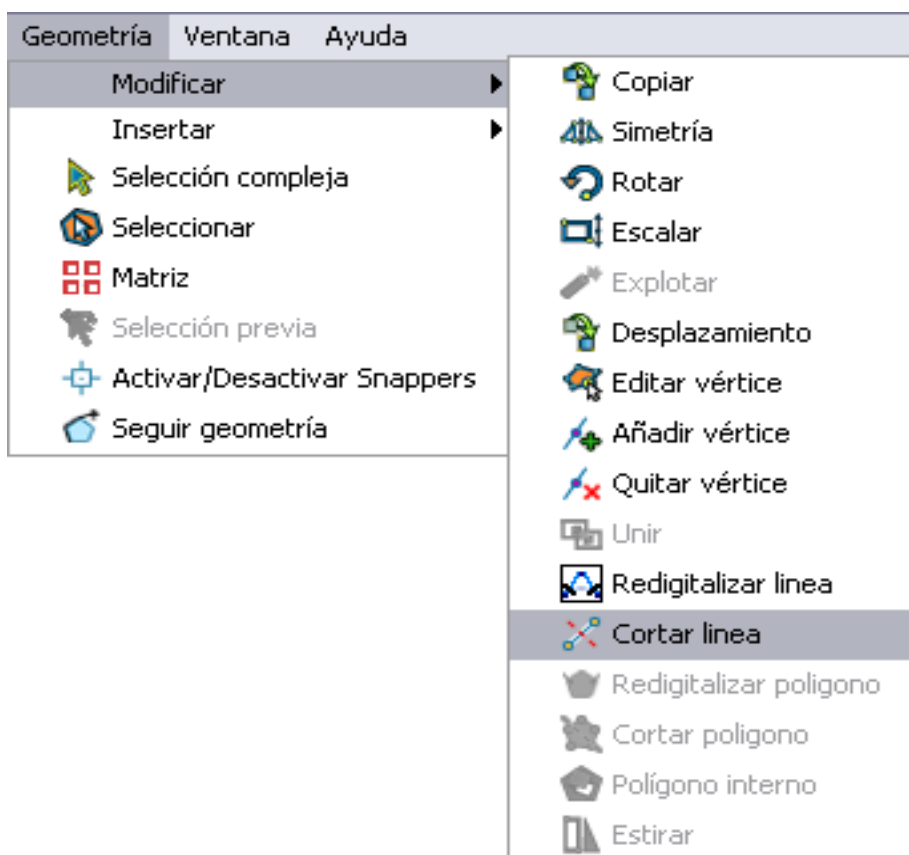 Geometría Ventana Ayuda
Modificar
Insertar
Selección compleja
Seleccionar
Matriz
Selección previa
Activar/Desactivar Snappers
Seguir geometría
Copiar
Simetría
Rotar
Escalar
Explotar
Desplazamiento
Editar vértice
Añadir vértice
Quitar vértice
Unir
Redigitalizar linea
Cortar linea
Redigitalizar poligono
Cortar poligono
Polígono interno
Estirar